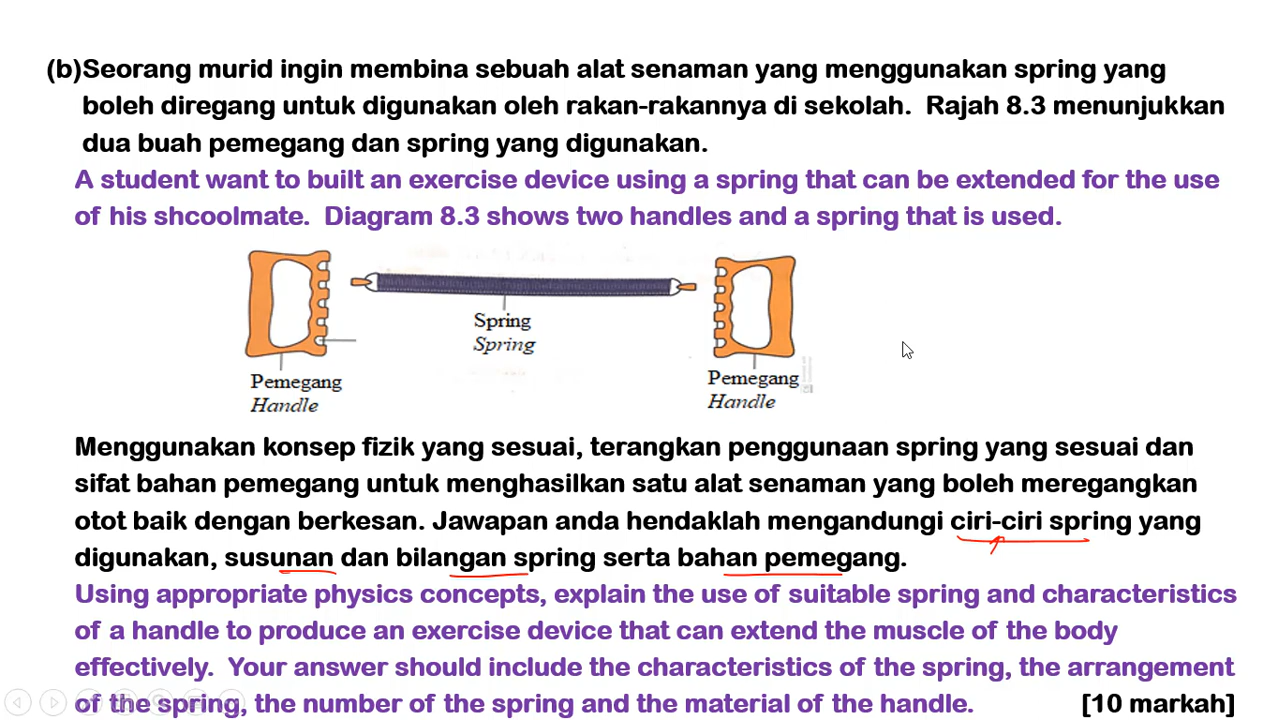 (b)Seorang murid ingin membina sebuah alat senaman yang menggunakan spring yang
boleh diregang untuk digunakan oleh rakan-rakannya di sekolah.  Rajah 8.3 menunjukkan
dua buah pemegang dan spring yang digunakan.
A student want to built an exercise device using a spring that can be extended for the use
of his shcoolmate.  Diagram 8.3 shows two handles and a spring that is used.
Spring
Spring
Pemegang
Handle
Pemegang
Handle
Menggunakan konsep fizik yang sesuai, terangkan penggunaan spring yang sesuai dan
sifat bahan pemegang untuk menghasilkan satu alat senaman yang boleh meregangkan
otot baik dengan berkesan. Jawapan anda hendaklah mengandungi ciri-ciri spring yang
digunakan, susunan dan bilangan spring serta bahan pemegang.
Using appropriate physics concepts, explain the use of suitable spring and characteristics
of a handle to produce an exercise device that can extend the muscle of the body
effectively.  Your answer should include the characteristics of the spring, the arrangement
of the spring, the number of the spring and the material of the handle.
[10 markah]